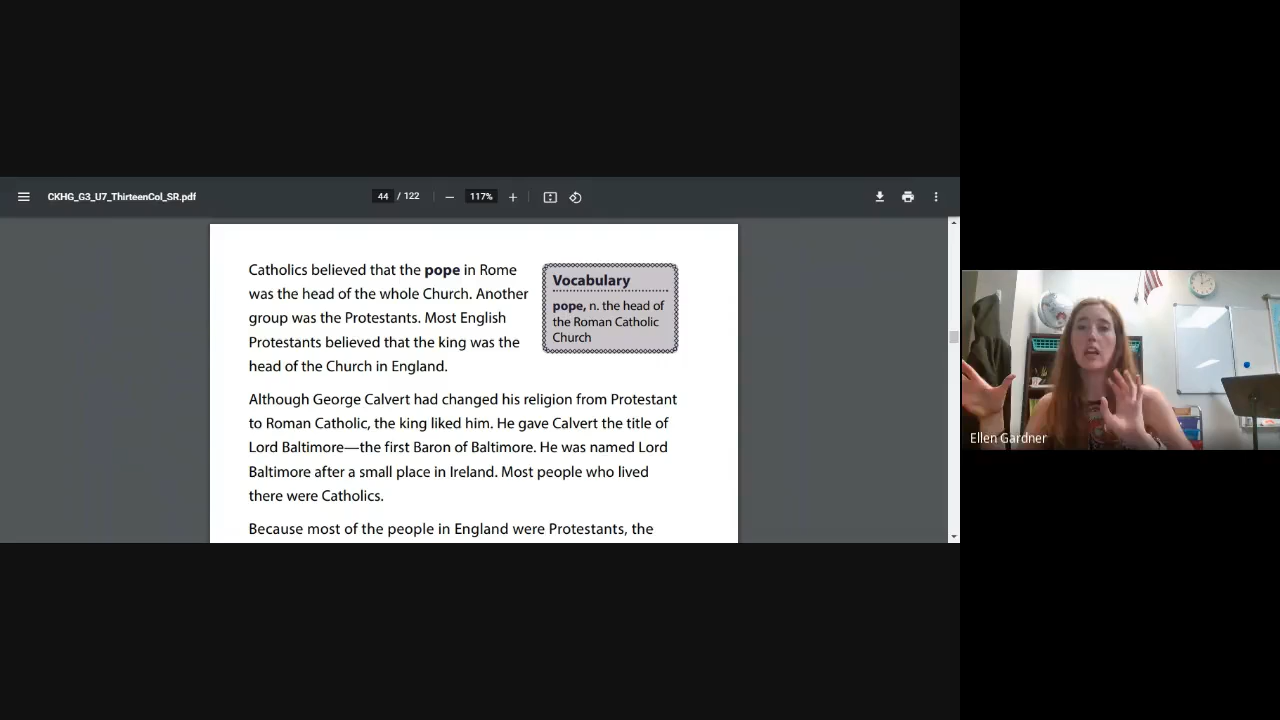 CKHG_G3_U7_ThirteenCol_SR.pdf
44 / 122
117%
Catholics believed that the pope in Rome
was the head of the whole Church. Another
group was the Protestants. Most English
Protestants believed that the king was the
head of the Church in England.
Vocabulary
pope, n. the head of
the Roman Catholic
Church
Although George Calvert had changed his religion from Protestant
to Roman Catholic, the king liked him. He gave Calvert the title of
Lord Baltimore—the first Baron of Baltimore. He was named Lord
Baltimore after a small place in Ireland. Most people who lived
there were Catholics.
Because most of the people in England were Protestants, the
Ellen Gardner